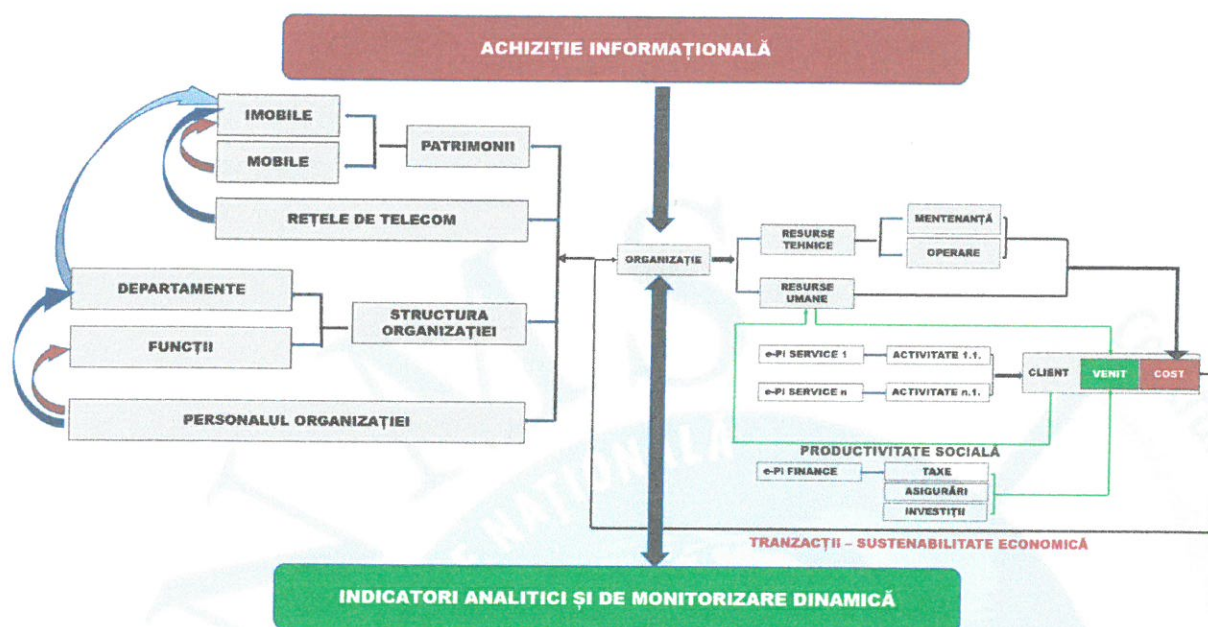 ACHIZIȚIE INFORMAȚIONALĂ
IMOBILE
MOBILE
PATRIMONII
REȚELE DE TELECOM
DEPARTAMENTE
FUNCȚII
STRUCTURA
ORGANIZAȚIEI
PERSONALUL ORGANIZAȚIEI
ORGANIZAȚIE
RESURSE
TEHNICE
MENTENANȚĂ
OPERARE
RESURSE
UMANE
e-Pi SERVICE 1
ACTIVITATE 1.1.
e-Pi SERVICE n
ACTIVITATE n.1.
CLIENT
VENIT
COST
PRODUCTIVITATE SOCIALĂ
e-Pi FINANCE
TAXE
ASIGURĂRI
INVESTIȚII
TRANZACȚII – SUSTENABILITATE ECONOMICĂ
INDICATORI ANALITICI ȘI DE MONITORIZARE DINAMICĂ